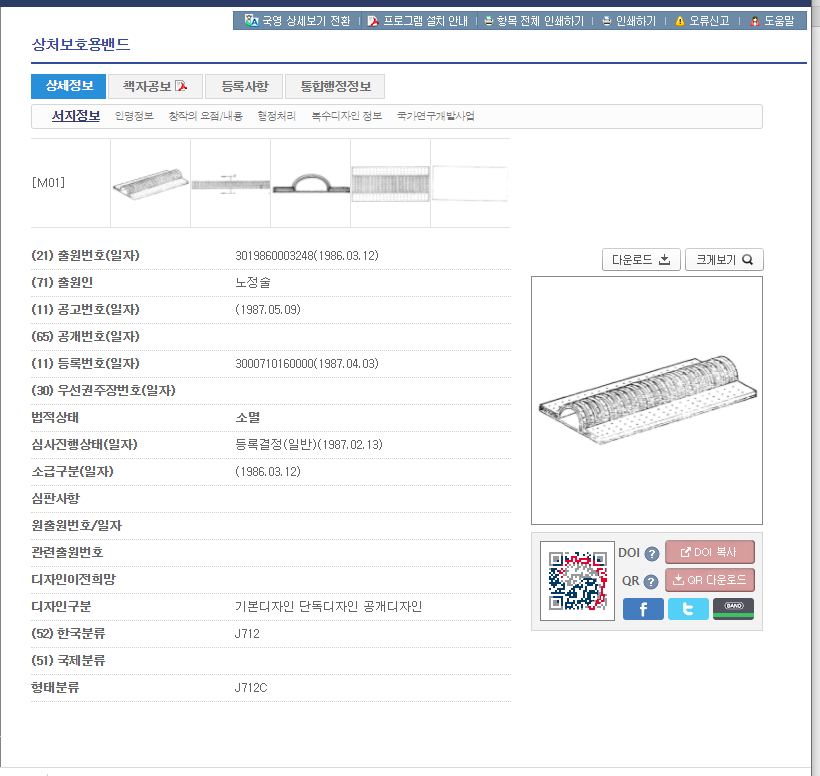 국영 상세보기 전환 | 프로그램 설치 안내 | 항목 전체 인쇄하기 | 인쇄하기 | 오류신고 | 도움말
상처보호용밴드
상세정보 책자공보 등록사항 통합행정정보
서지정보 인명정보 창작의 요점/내용 행정처리 복수디자인 정보 국가연구개발사업
[M01]
다운로드 크게보기
(21) 출원번호(일자) 3019860003248(1986.03.12)
(71) 출원인 노정술
(11) 공고번호(일자) (1987.05.09)
(65) 공개번호(일자)
(11) 등록번호(일자) 3000710160000(1987.04.03)
(30) 우선권주장번호(일자)
법적상태 소멸
심사진행상태(일자) 등록결정(일반)(1987.02.13)
소급구분(일자) (1986.03.12)
심판사항
원출원번호/일자
관련출원번호
디자인이전희망
디자인구분 기본디자인 단독디자인 공개디자인
(52) 한국분류 J712
(51) 국제분류
형태분류 J712C
DOI ? DOI 복사
QR ? QR 다운로드
f t BAND